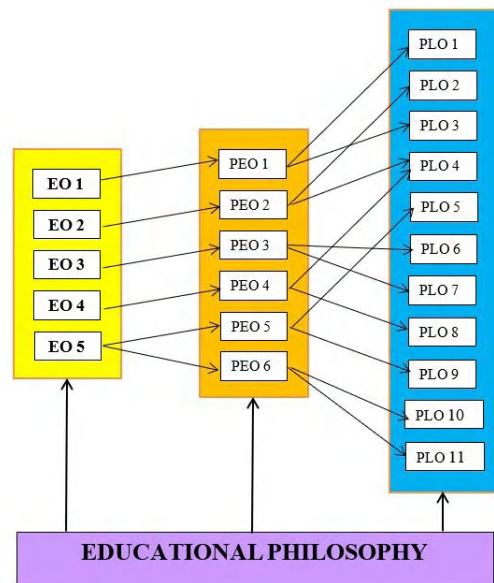 EO 1
EO 2
EO 3
EO 4
EO 5
PEO 1
PEO 2
PEO 3
PEO 4
PEO 5
PEO 6
PLO 1
PLO 2
PLO 3
PLO 4
PLO 5
PLO 6
PLO 7
PLO 8
PLO 9
PLO 10
PLO 11
EDUCATIONAL PHILOSOPHY